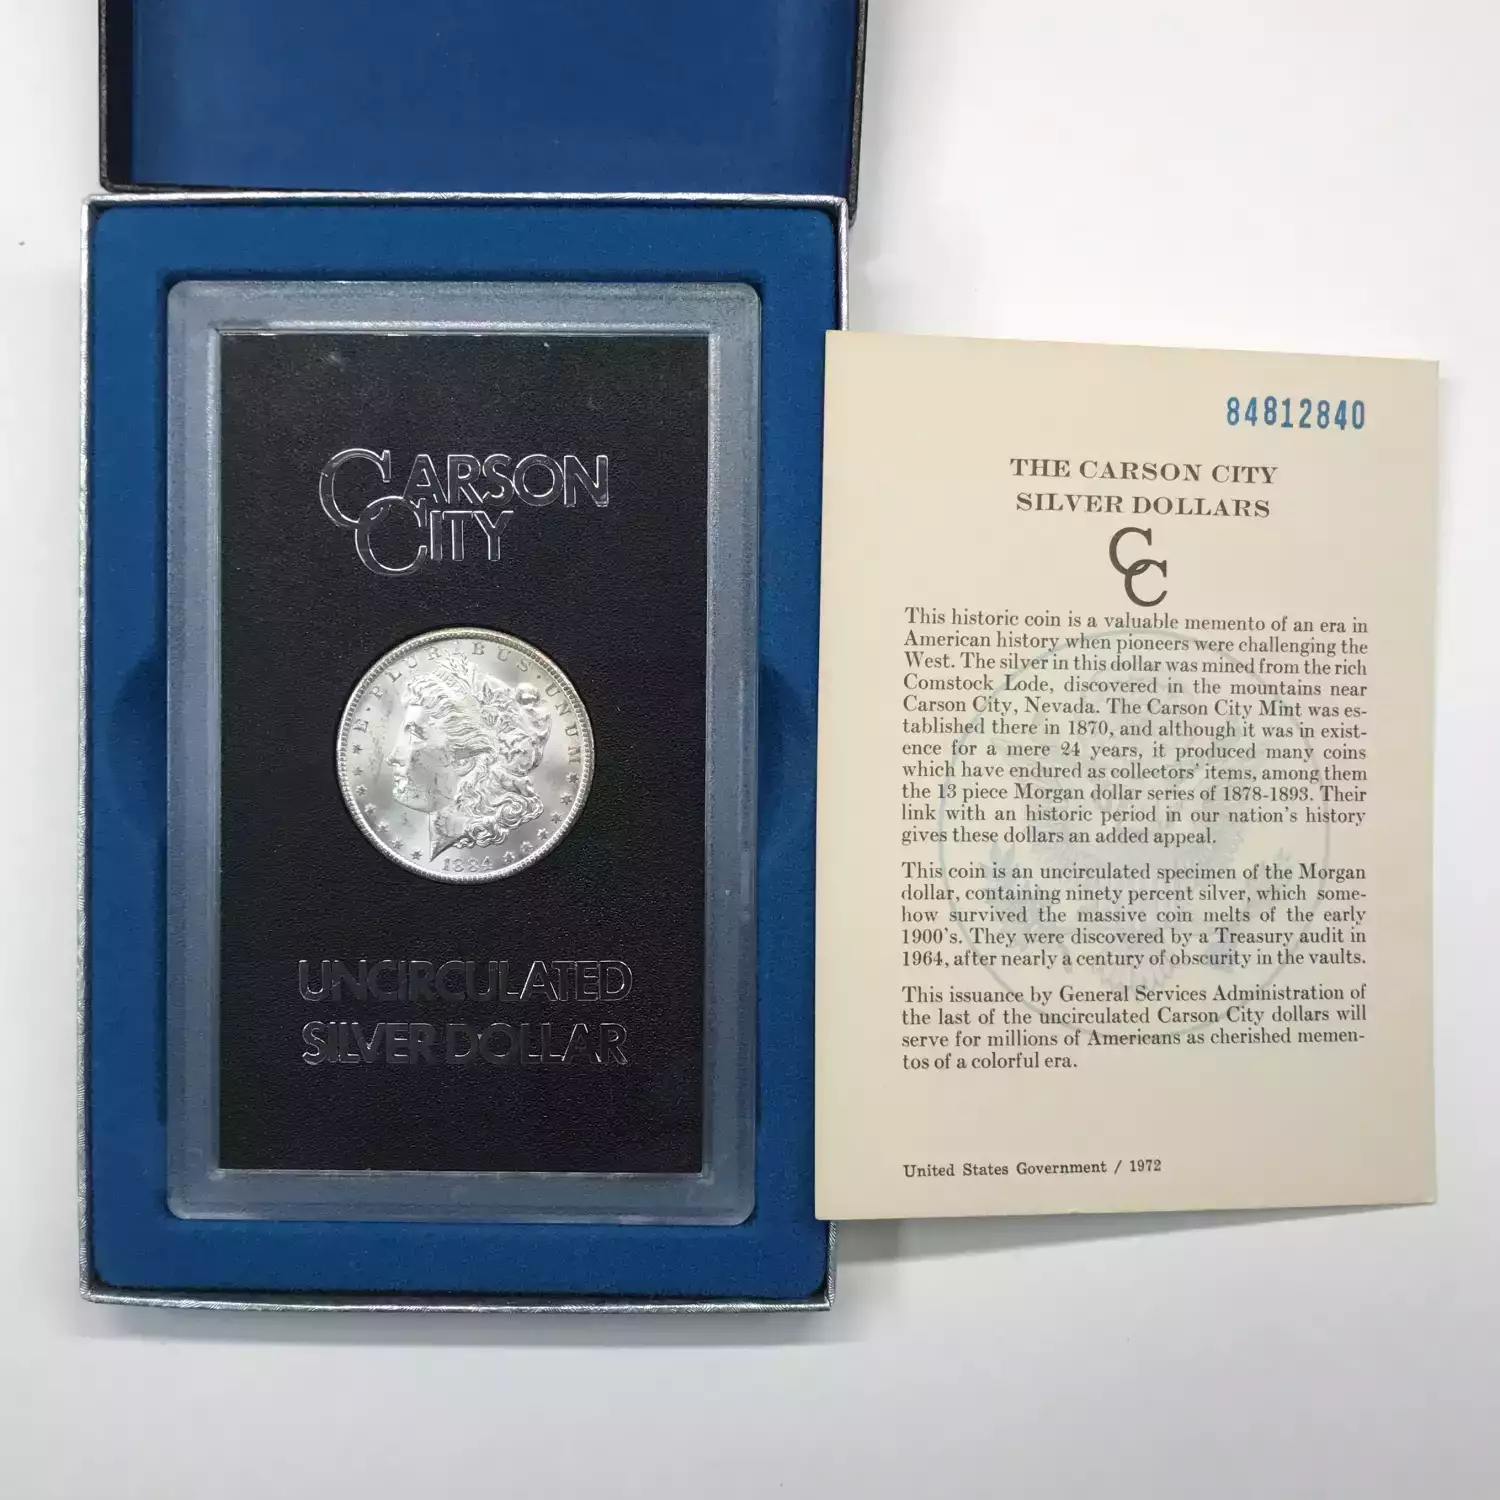 CARSON
CITY
E·PLURIBUS·UNUM
1884
UNCIRCULATED
SILVER DOLLAR
84812840
THE CARSON CITY
SILVER DOLLARS
CC
This historic coin is a valuable memento of an era in
American history when pioneers were challenging the
West. The silver in this dollar was mined from the rich
Comstock Lode, discovered in the mountains near
Carson City, Nevada. The Carson City Mint was es-
tablished there in 1870, and although it was in exist-
ence for a mere 24 years, it produced many coins
which have endured as collectors' items, among them
the 13 piece Morgan dollar series of 1878-1893. Their
link with an historic period in our nation's history
gives these dollars an added appeal.
This coin is an uncirculated specimen of the Morgan
dollar, containing ninety percent silver, which some-
how survived the massive coin melts of the early
1900's. They were discovered by a Treasury audit in
1964, after nearly a century of obscurity in the vaults.
This issuance by General Services Administration of
the last of the uncirculated Carson City dollars will
serve for millions of Americans as cherished memen-
tos of a colorful era.
United States Government / 1972